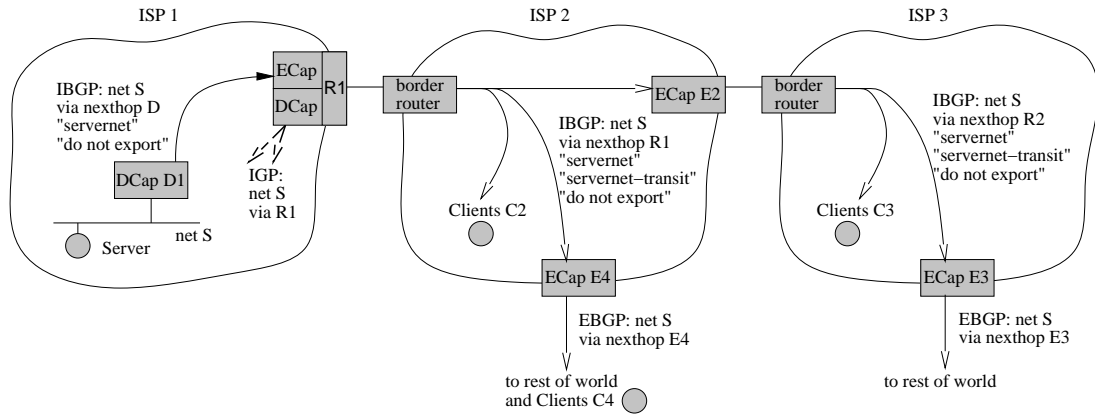 ISP 1
ISP 2
ISP 3
IBGP: net S
via nexthop D
"servernet"
"do not export"
ECap
DCap
R1
DCap D1
IGP:
net S
via R1
Server
net S
border
router
ECap E2
IBGP: net S
via nexthop R1
"servernet"
"servernet−transit"
"do not export"
Clients C2
ECap E4
EBGP: net S
via nexthop E4
to rest of world
and Clients C4
border
router
IBGP: net S
via nexthop R2
"servernet"
"servernet−transit"
"do not export"
Clients C3
ECap E3
EBGP: net S
via nexthop E3
to rest of world